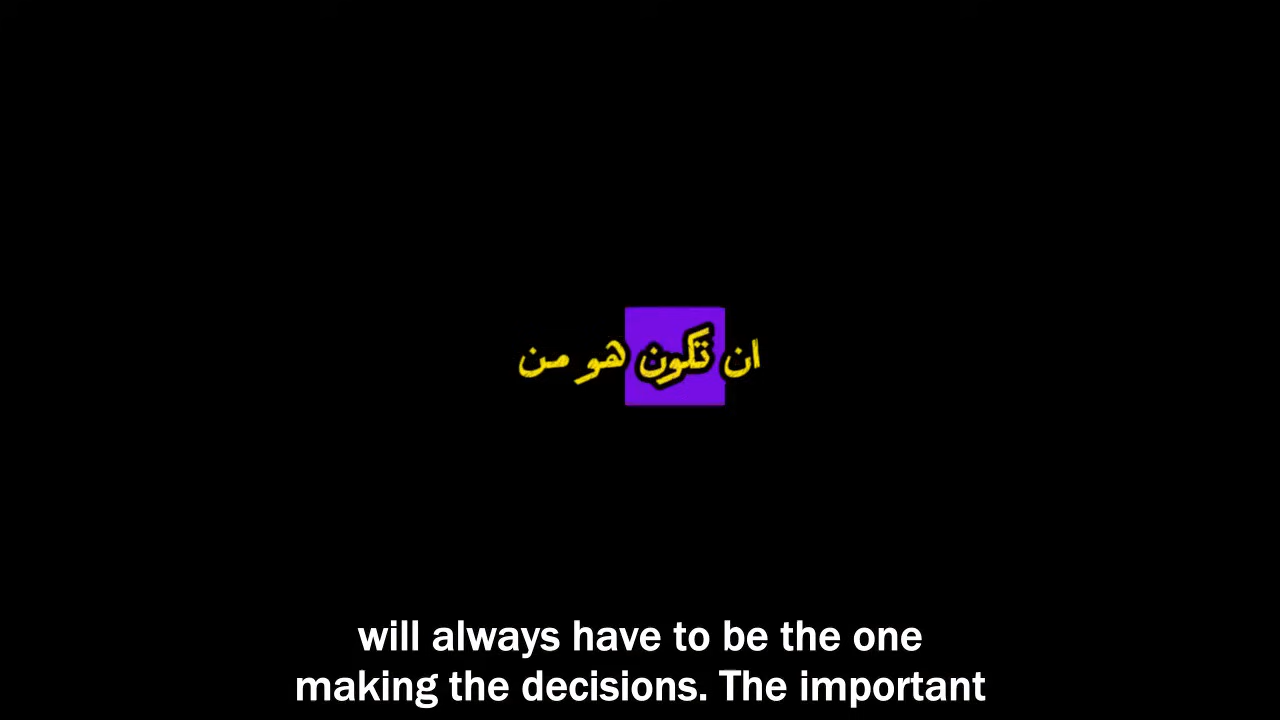 ان تكون هو من
will always have to be the one
making the decisions. The important